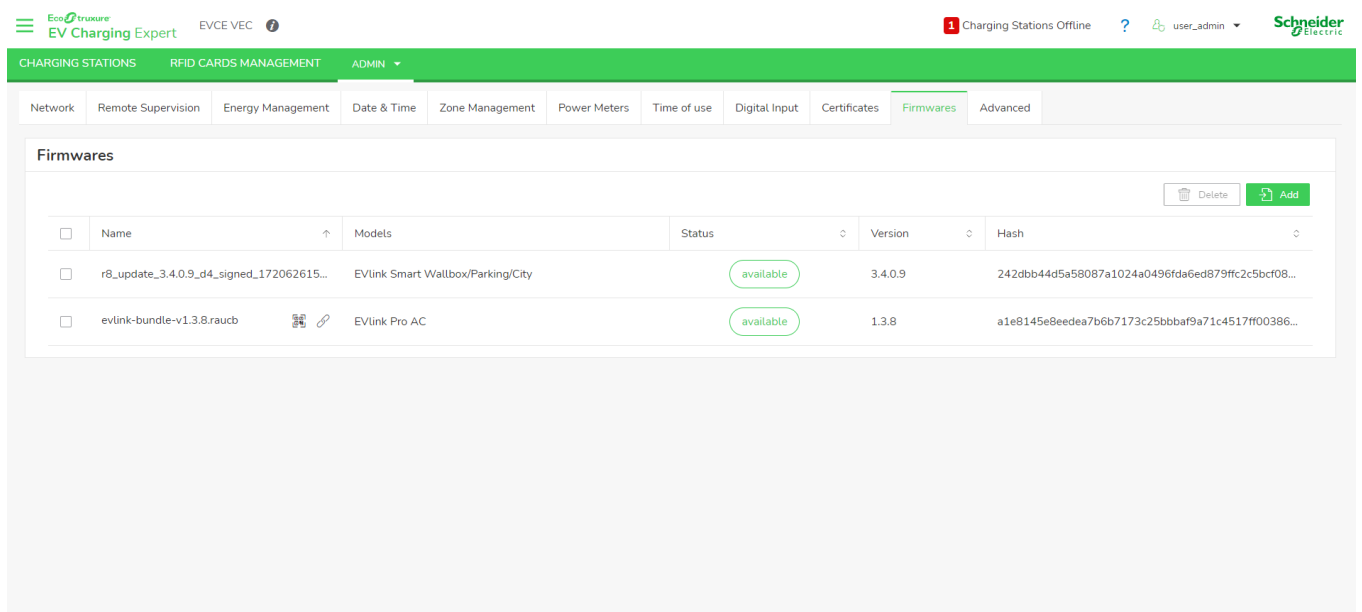 EcoStruxure
EV Charging Expert
EVCE VEC
1 Charging Stations Offline
?
user_admin
Schneider
Electric
CHARGING STATIONS
RFID CARDS MANAGEMENT
ADMIN
Network
Remote Supervision
Energy Management
Date & Time
Zone Management
Power Meters
Time of use
Digital Input
Certificates
Firmwares
Advanced
Firmwares
Delete
Add
Name
Models
Status
Version
Hash
r8_update_3.4.0.9_d4_signed_172062615...
EVlink Smart Wallbox/Parking/City
available
3.4.0.9
242dbb44d5a58087a1024a0496fda6ed879ffc2c5bcf08...
evlink-bundle-v1.3.8.raucb
EVlink Pro AC
available
1.3.8
a1e8145e8eedea7b6b7173c25bbbaf9a71c4517ff00386...